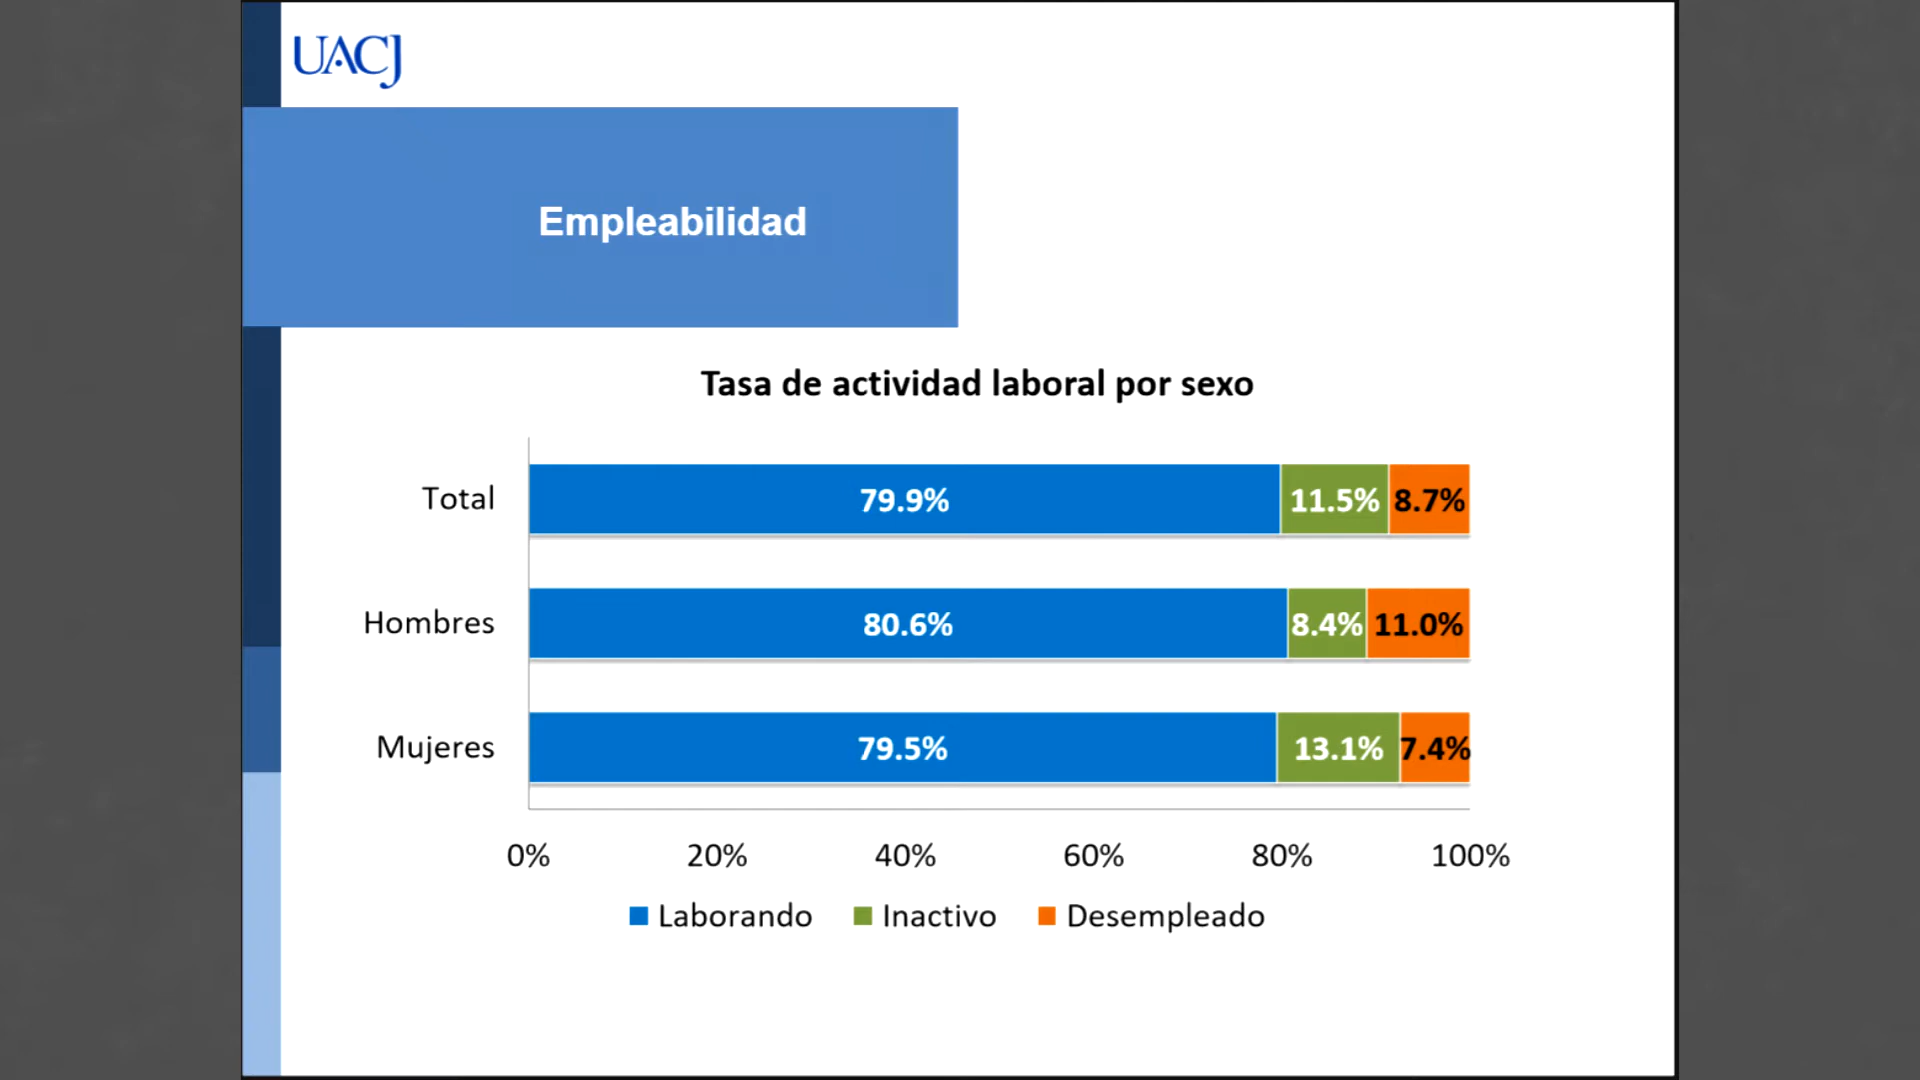 UACJ
Empleabilidad
Tasa de actividad laboral por sexo
Total 79.9% 11.5% 8.7%
Hombres 80.6% 8.4% 11.0%
Mujeres 79.5% 13.1% 7.4%
0% 20% 40% 60% 80% 100%
Laborando Inactivo Desempleado